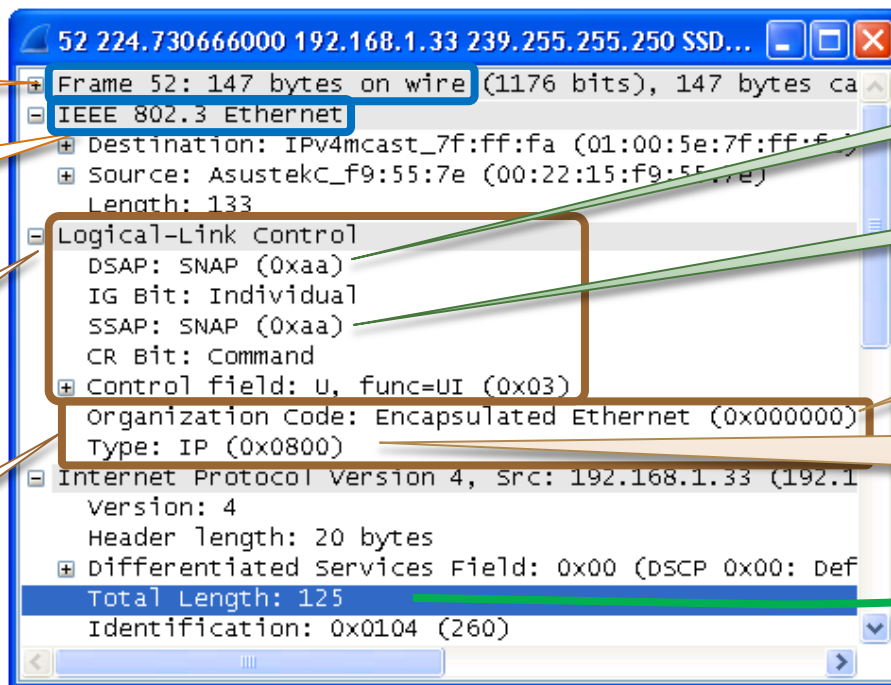 52 224.730666000 192.168.1.33 239.255.255.250 SSD...
Frame 52: 147 bytes on wire (1176 bits), 147 bytes ca
IEEE 802.3 Ethernet
Destination: IPv4mcast_7f:ff:fa (01:00:5e:7f:ff:fa)
Source: AsustekC_f9:55:7e (00:22:15:f9:55:7e)
Length: 133
Logical-Link Control
DSAP: SNAP (0xaa)
IG Bit: Individual
SSAP: SNAP (0xaa)
CR Bit: Command
Control field: U, func=UI (0x03)
Organization Code: Encapsulated Ethernet (0x000000)
Type: IP (0x0800)
Internet Protocol Version 4, Src: 192.168.1.33 (192.1
Version: 4
Header length: 20 bytes
Differentiated Services Field: 0x00 (DSCP 0x00: Def
Total Length: 125
Identification: 0x0104 (260)